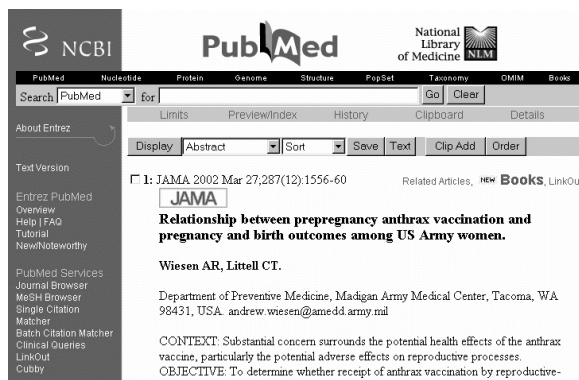 NCBI
PubMed
National
Library
of Medicine NLM
PubMed Nucleotide Protein Genome Structure PopSet Taxonomy OMIM Books
Search PubMed for Go Clear
Limits Preview/Index History Clipboard Details
About Entrez
Display Abstract Sort Save Text Clip Add Order
Text Version
1: JAMA 2002 Mar 27;287(12):1556-60 Related Articles, NEW Books, LinkOu
JAMA
Entrez PubMed
Overview
Help | FAQ
Tutorial
New/Noteworthy
Relationship between prepregnancy anthrax vaccination and
pregnancy and birth outcomes among US Army women.
Wiesen AR, Littell CT.
PubMed Services
Journal Browser
MeSH Browser
Single Citation
Matcher
Batch Citation Matcher
Clinical Queries
LinkOut
Cubby
Department of Preventive Medicine, Madigan Army Medical Center, Tacoma, WA
98431, USA. andrew.wiesen@amedd.army.mil
CONTEXT: Substantial concern surrounds the potential health effects of the anthrax
vaccine, particularly the potential adverse effects on reproductive processes.
OBJECTIVE: To determine whether receipt of anthrax vaccination by reproductive-